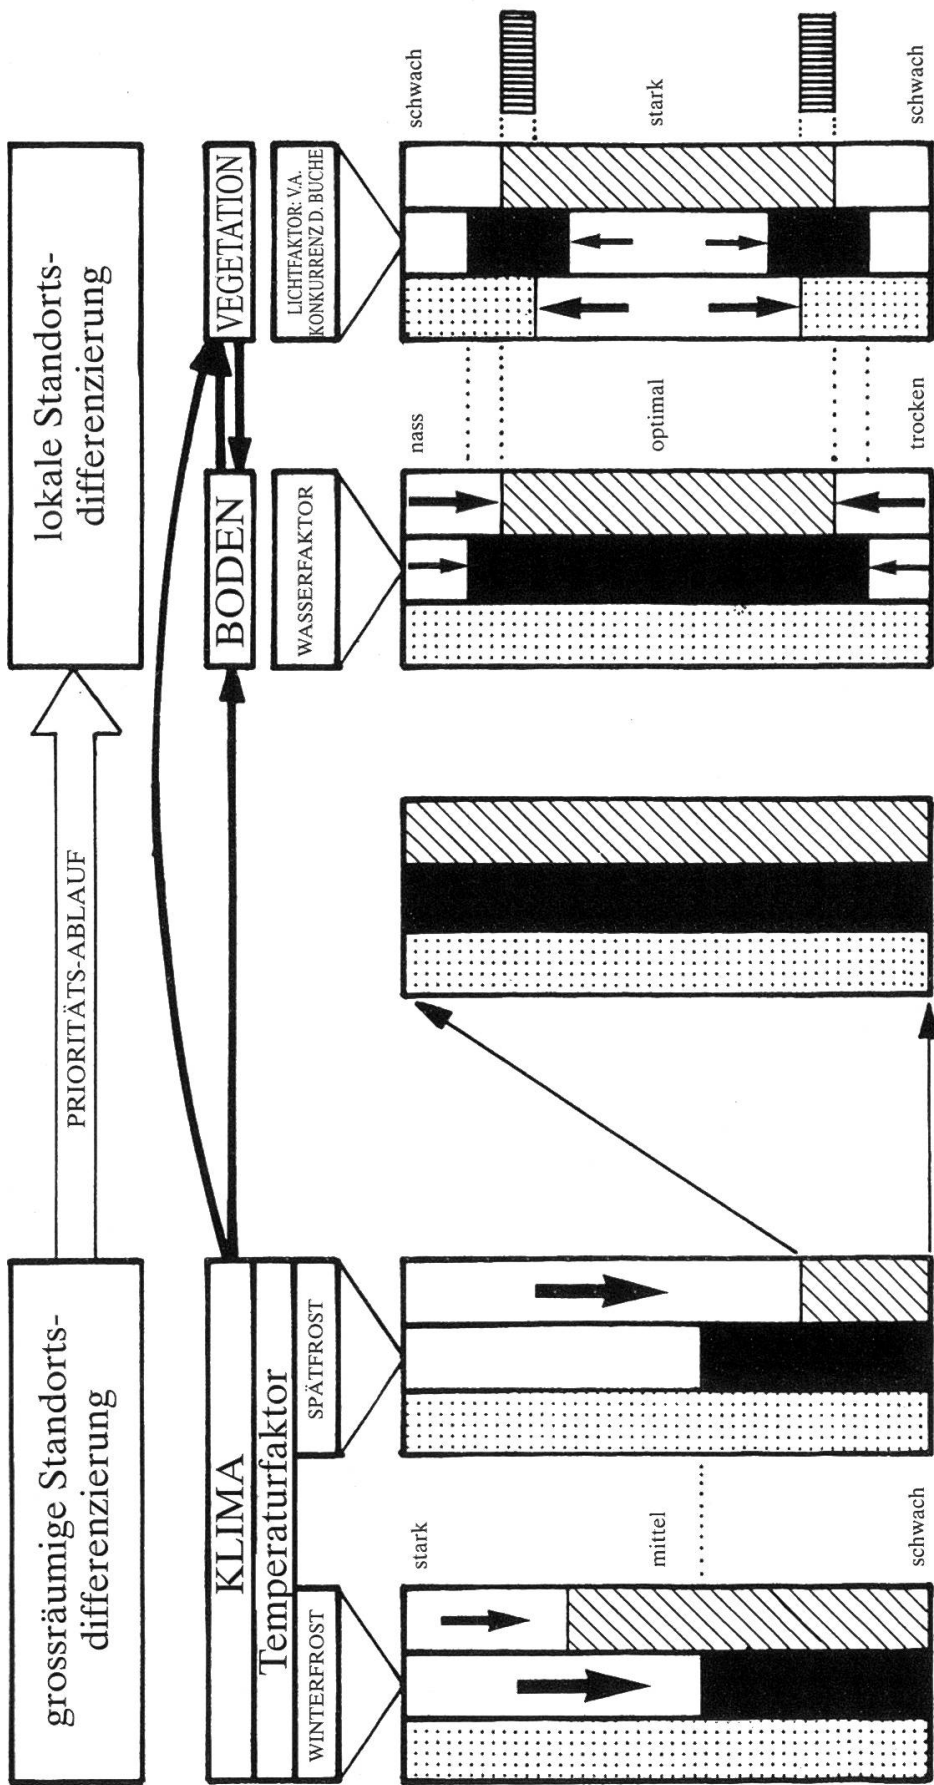 grossräumige Standorts-
differenzierung
PRIORITÄTS-ABLAUF
lokale Standorts-
differenzierung
KLIMA
Temperaturfaktor
WINTERFROST
SPÄTFROST
BODEN
WASSERFAKTOR
VEGETATION
LICHTFAKTOR: V.A.
KONKURRENZ D. BUCHE
stark
mittel
schwach
nass
optimal
trocken
schwach
stark
schwach